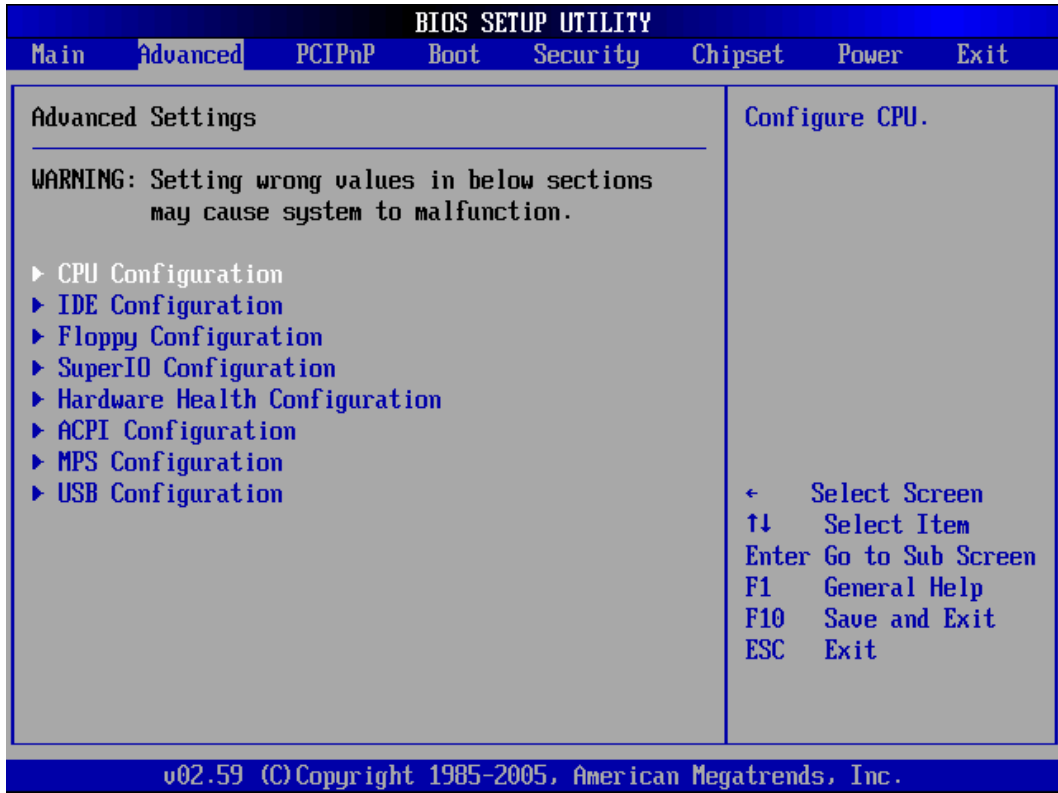 BIOS SETUP UTILITY
Main Advanced PCIPnP Boot Security Chipset Power Exit
Advanced Settings
WARNING: Setting wrong values in below sections
may cause system to malfunction.
▶ CPU Configuration
▶ IDE Configuration
▶ Floppy Configuration
▶ SuperIO Configuration
▶ Hardware Health Configuration
▶ ACPI Configuration
▶ MPS Configuration
▶ USB Configuration
Configure CPU.
← Select Screen
↑↓ Select Item
Enter Go to Sub Screen
F1 General Help
F10 Save and Exit
ESC Exit
v02.59 (C)Copyright 1985-2005, American Megatrends, Inc.